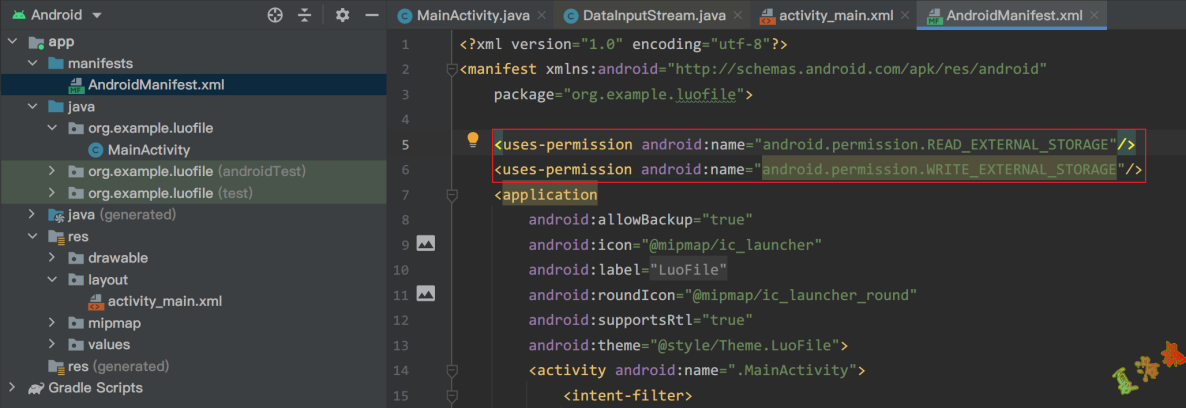 Android
MainActivity.java
DataInputStream.java
activity_main.xml
AndroidManifest.xml
app
manifests
AndroidManifest.xml
java
org.example.luofile
MainActivity
org.example.luofile (androidTest)
org.example.luofile (test)
java (generated)
res
drawable
layout
activity_main.xml
mipmap
values
res (generated)
Gradle Scripts
1 <?xml version="1.0" encoding="utf-8"?>
2 <manifest xmlns:android="http://schemas.android.com/apk/res/android"
3 package="org.example.luofile">
4
5 <uses-permission android:name="android.permission.READ_EXTERNAL_STORAGE"/>
6 <uses-permission android:name="android.permission.WRITE_EXTERNAL_STORAGE"/>
7 <application
8 android:allowBackup="true"
9 android:icon="@mipmap/ic_launcher"
10 android:label="LuoFile"
11 android:roundIcon="@mipmap/ic_launcher_round"
12 android:supportsRtl="true"
13 android:theme="@style/Theme.LuoFile">
14 <activity android:name=".MainActivity">
15 <intent-filter>